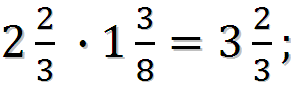 2 2/3 · 1 3/8 = 3 2/3;